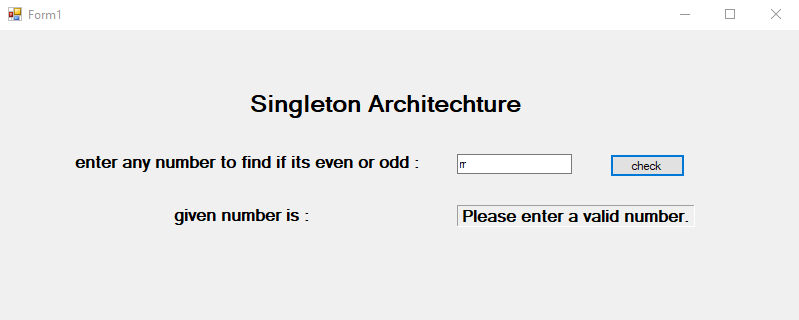 Form1
Singleton Architechture
enter any number to find if its even or odd :
rr
check
given number is :
Please enter a valid number.